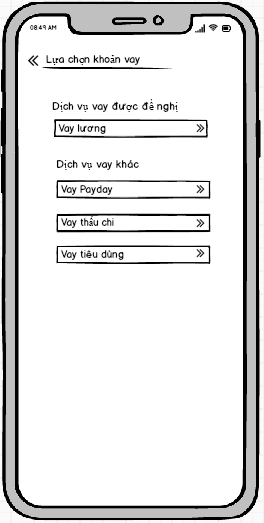 08:49 AM
Lựa chọn khoản vay
Dịch vụ vay được đề nghị
Vay lương
Dịch vụ vay khác
Vay Payday
Vay thấu chi
Vay tiêu dùng